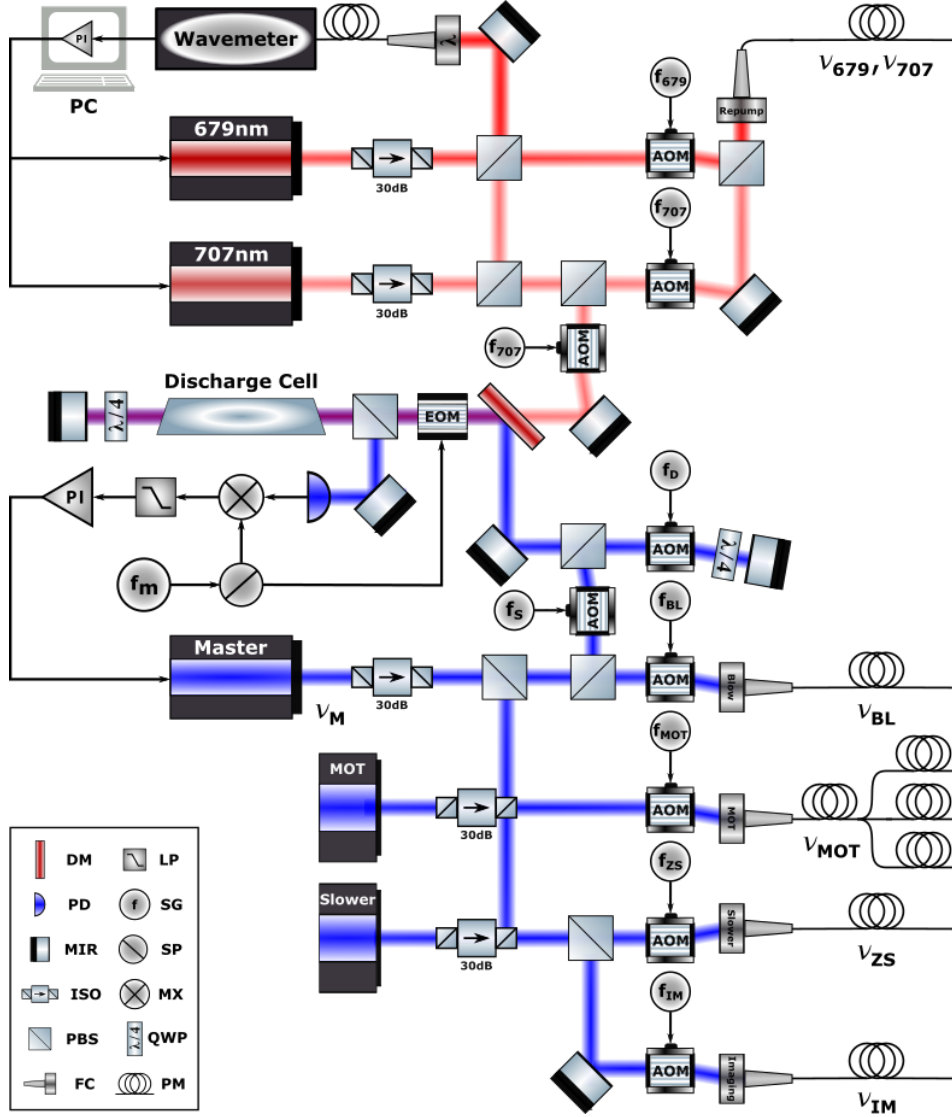 PI
Wavemeter
λ
PC
ν679, ν707
f679
Repump
679nm
AOM
30dB
f707
707nm
AOM
30dB
f707
AOM
Discharge Cell
λ/4
EOM
fD
PI
AOM
λ/4
fm
fS
AOM
fBL
Master
AOM
Blow
νM
30dB
νBL
fMOT
MOT
AOM
MOT
30dB
νMOT
fZS
Slower
AOM
Slower
30dB
νZS
fIM
AOM
Imaging
νIM
DM
LP
PD
f
SG
MIR
SP
ISO
MX
PBS
λ/4
QWP
FC
PM